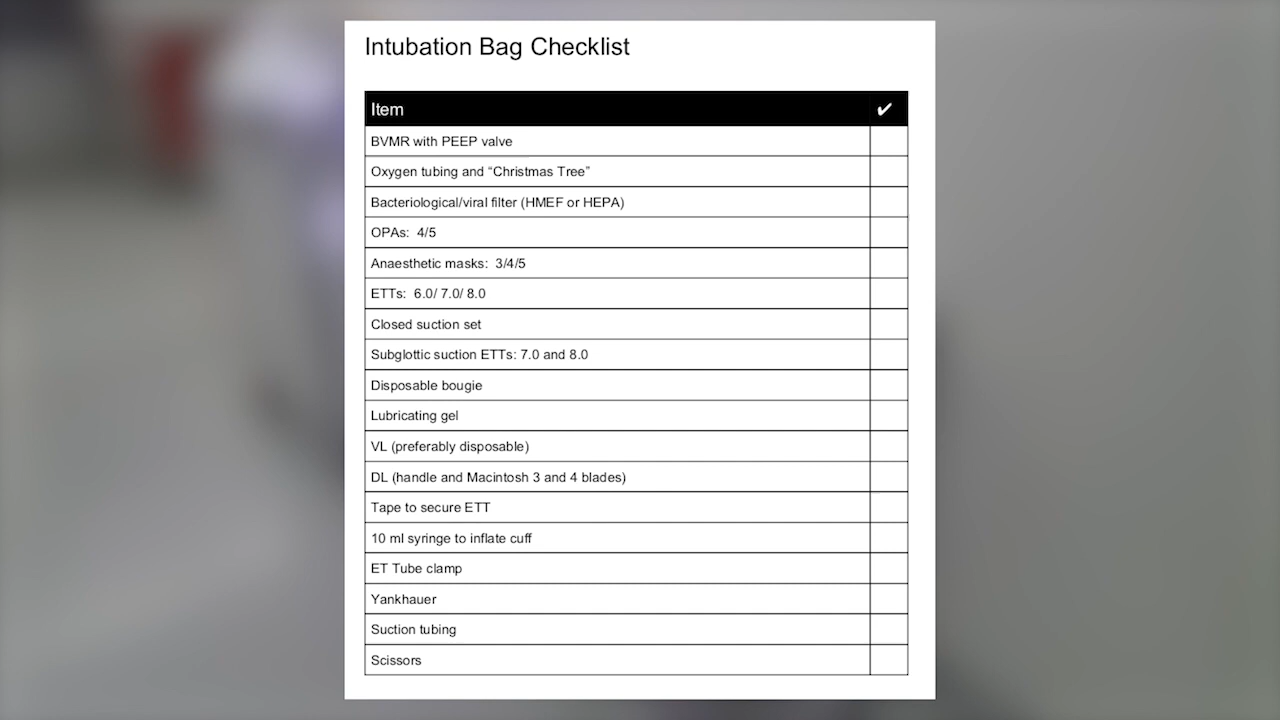 Intubation Bag Checklist
Item ✔
BVMR with PEEP valve
Oxygen tubing and “Christmas Tree”
Bacteriological/viral filter (HMEF or HEPA)
OPAs:  4/5
Anaesthetic masks:  3/4/5
ETTs:  6.0/ 7.0/ 8.0
Closed suction set
Subglottic suction ETTs: 7.0 and 8.0
Disposable bougie
Lubricating gel
VL (preferably disposable)
DL (handle and Macintosh 3 and 4 blades)
Tape to secure ETT
10 ml syringe to inflate cuff
ET Tube clamp
Yankhauer
Suction tubing
Scissors